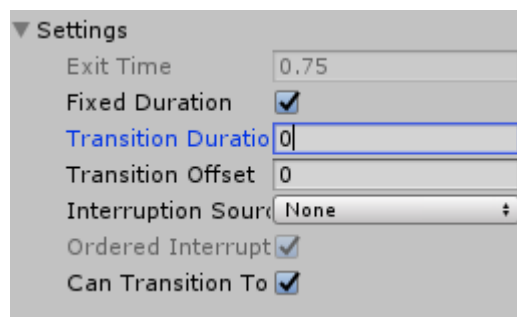 Settings
Exit Time 0.75
Fixed Duration
Transition Duratio 0
Transition Offset 0
Interruption Sour None
Ordered Interrupt
Can Transition To